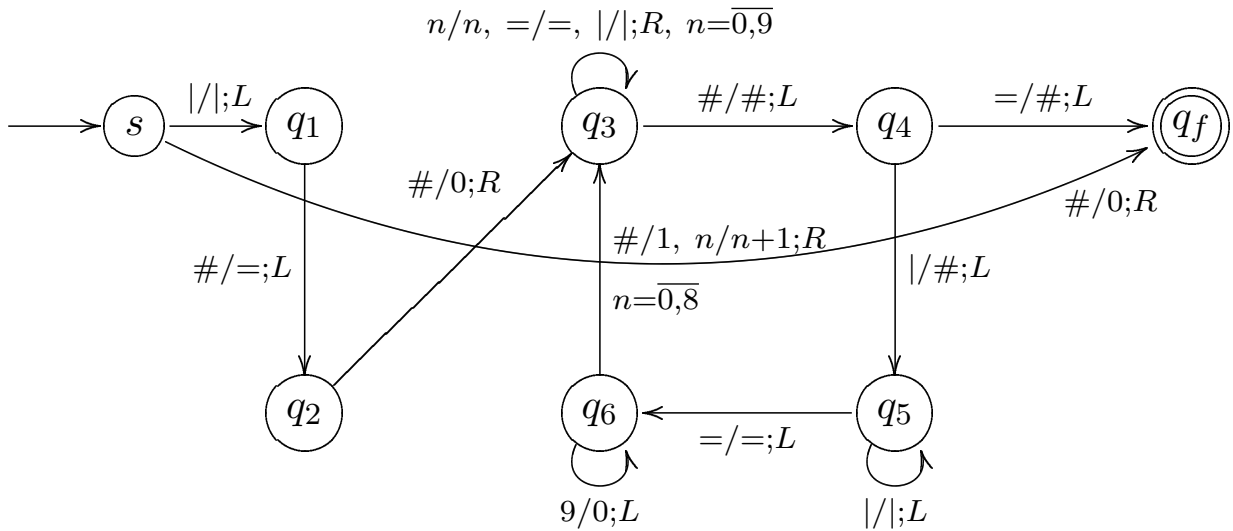 n/n, =/=, |/|;R, n=0,9
|/|;L
#/#;L
=/#;L
s
q1
q3
q4
qf
#/0;R
#/0;R
#/=;L
#/1, n/n+1;R
|/#;L
n=0,8
q2
q6
q5
=/=;L
9/0;L
|/|;L